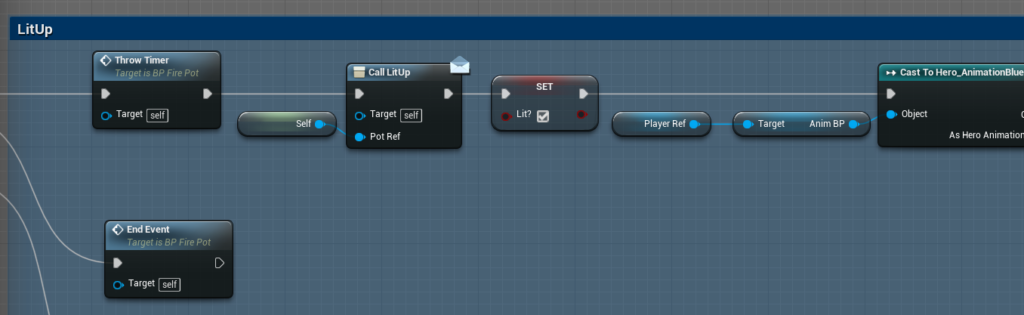 LitUp
Throw Timer
Target is BP Fire Pot
Target self
Self
Call LitUp
Target self
Pot Ref
SET
Lit?
Player Ref
Target Anim BP
Cast To Hero_AnimationBlue
Object
As Hero Animation
End Event
Target is BP Fire Pot
Target self